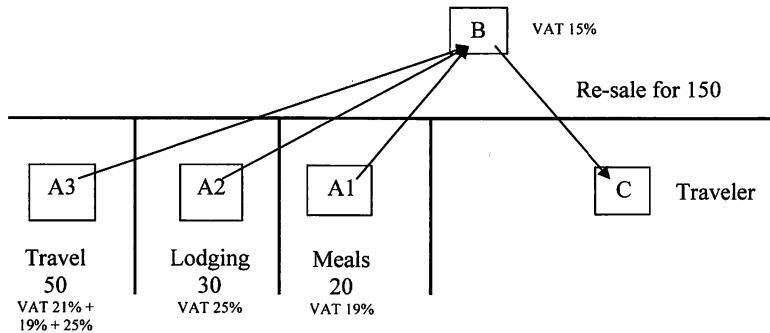 B
VAT 15%
Re-sale for 150
A3
A2
A1
C
Traveler
Travel
50
VAT 21% +
19% + 25%
Lodging
30
VAT 25%
Meals
20
VAT 19%